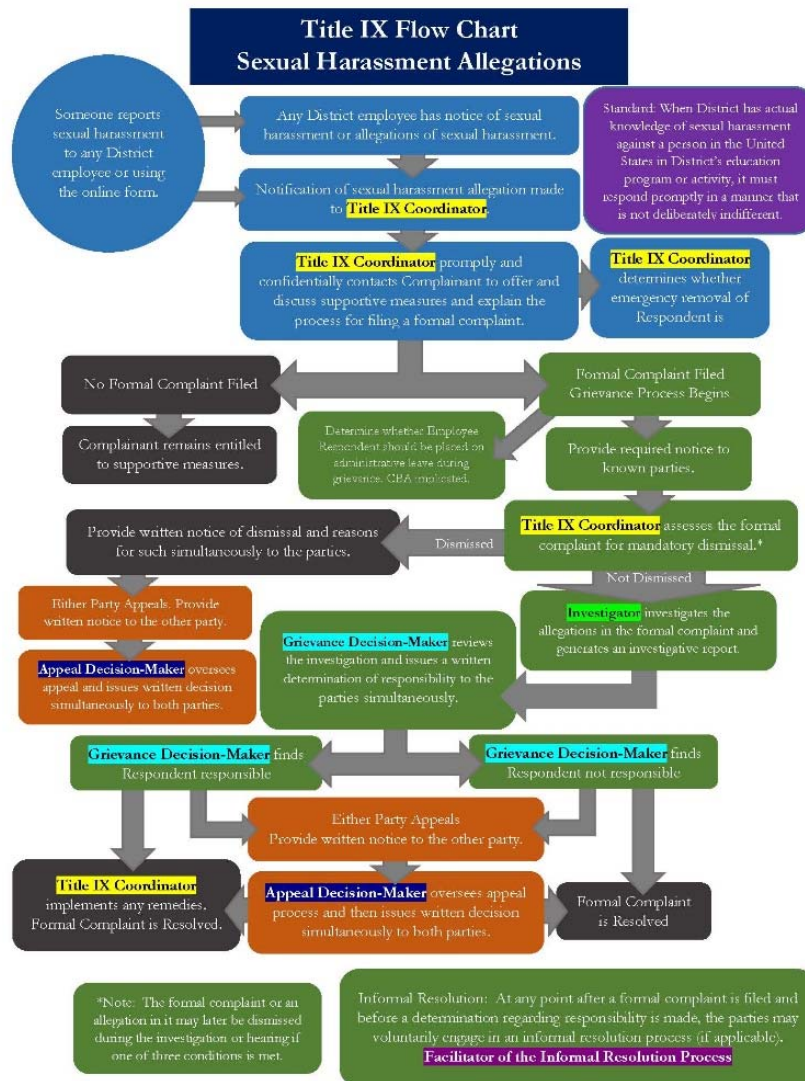 Title IX Flow Chart
Sexual Harassment Allegations
Someone reports
sexual harassment
to any District
employee or using
the online form.
Any District employee has notice of sexual
harassment or allegations of sexual harassment.
Standard: When District has actual
knowledge of sexual harassment
against a person in the United
States in District's education
program or activity, it must
respond promptly in a manner that
is not deliberately indifferent.
Notification of sexual harassment allegation made
to Title IX Coordinator.
Title IX Coordinator promptly and
confidentially contacts Complainant to offer and
discuss supportive measures and explain the
process for filing a formal complaint.
Title IX Coordinator
determines whether
emergency removal of
Respondent is
No Formal Complaint Filed
Formal Complaint Filed
Grievance Process Begins
Complainant remains entitled
to supportive measures.
Determine whether Employee
Respondent should be placed on
administrative leave during
grievance. CBA implicated.
Provide required notice to
known parties.
Provide written notice of dismissal and reasons
for such simultaneously to the parties.
Dismissed
Title IX Coordinator assesses the formal
complaint for mandatory dismissal.*
Not Dismissed
Either Party Appeals. Provide
written notice to the other party.
Investigator investigates the
allegations in the formal complaint and
generates an investigative report.
Grievance Decision-Maker reviews
the investigation and issues a written
determination of responsibility to the
parties simultaneously.
Appeal Decision-Maker oversees
appeal and issues written decision
simultaneously to both parties.
Grievance Decision-Maker finds
Respondent responsible
Grievance Decision-Maker finds
Respondent not responsible
Either Party Appeals
Provide written notice to the other party.
Title IX Coordinator
implements any remedies.
Formal Complaint is Resolved.
Appeal Decision-Maker oversees appeal
process and then issues written decision
simultaneously to both parties.
Formal Complaint
is Resolved
*Note: The formal complaint or an
allegation in it may later be dismissed
during the investigation or hearing if
one of three conditions is met.
Informal Resolution: At any point after a formal complaint is filed and
before a determination regarding responsibility is made, the parties may
voluntarily engage in an informal resolution process (if applicable).
Facilitator of the Informal Resolution Process